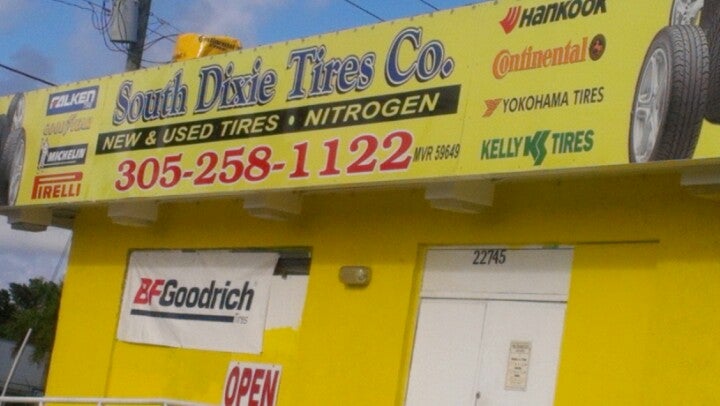 FALKEN
GOODYEAR
MICHELIN
PIRELLI
South Dixie Tires Co.
NEW & USED TIRES • NITROGEN
305-258-1122
MVR 59649
HANKOOK
Continental
YOKOHAMA TIRES
KELLY TIRES
22745
BFGoodrich
Tires
OPEN